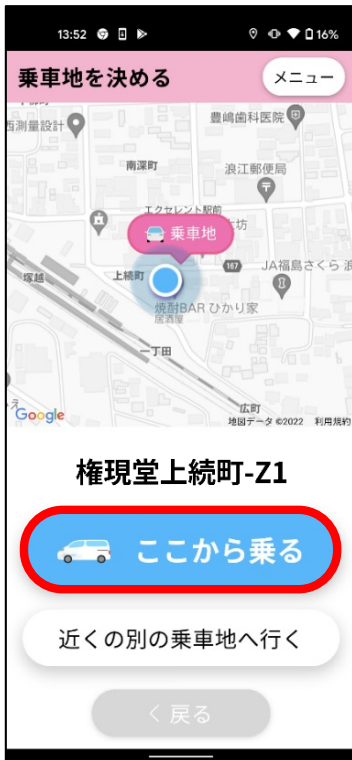 13:52
16%
乗車地を決める
メニュー
西測量設計
豊嶋歯科医院
南深町
浪江郵便局
エクセレント駅前
乗車地
167
JA福島さくら 浪
上続町
塚越
焼酎BAR ひかり家
居酒屋
一丁田
広町
Google
地図データ ©2022
利用規約
権現堂上続町-Z1
ここから乗る
近くの別の乗車地へ行く
< 戻る